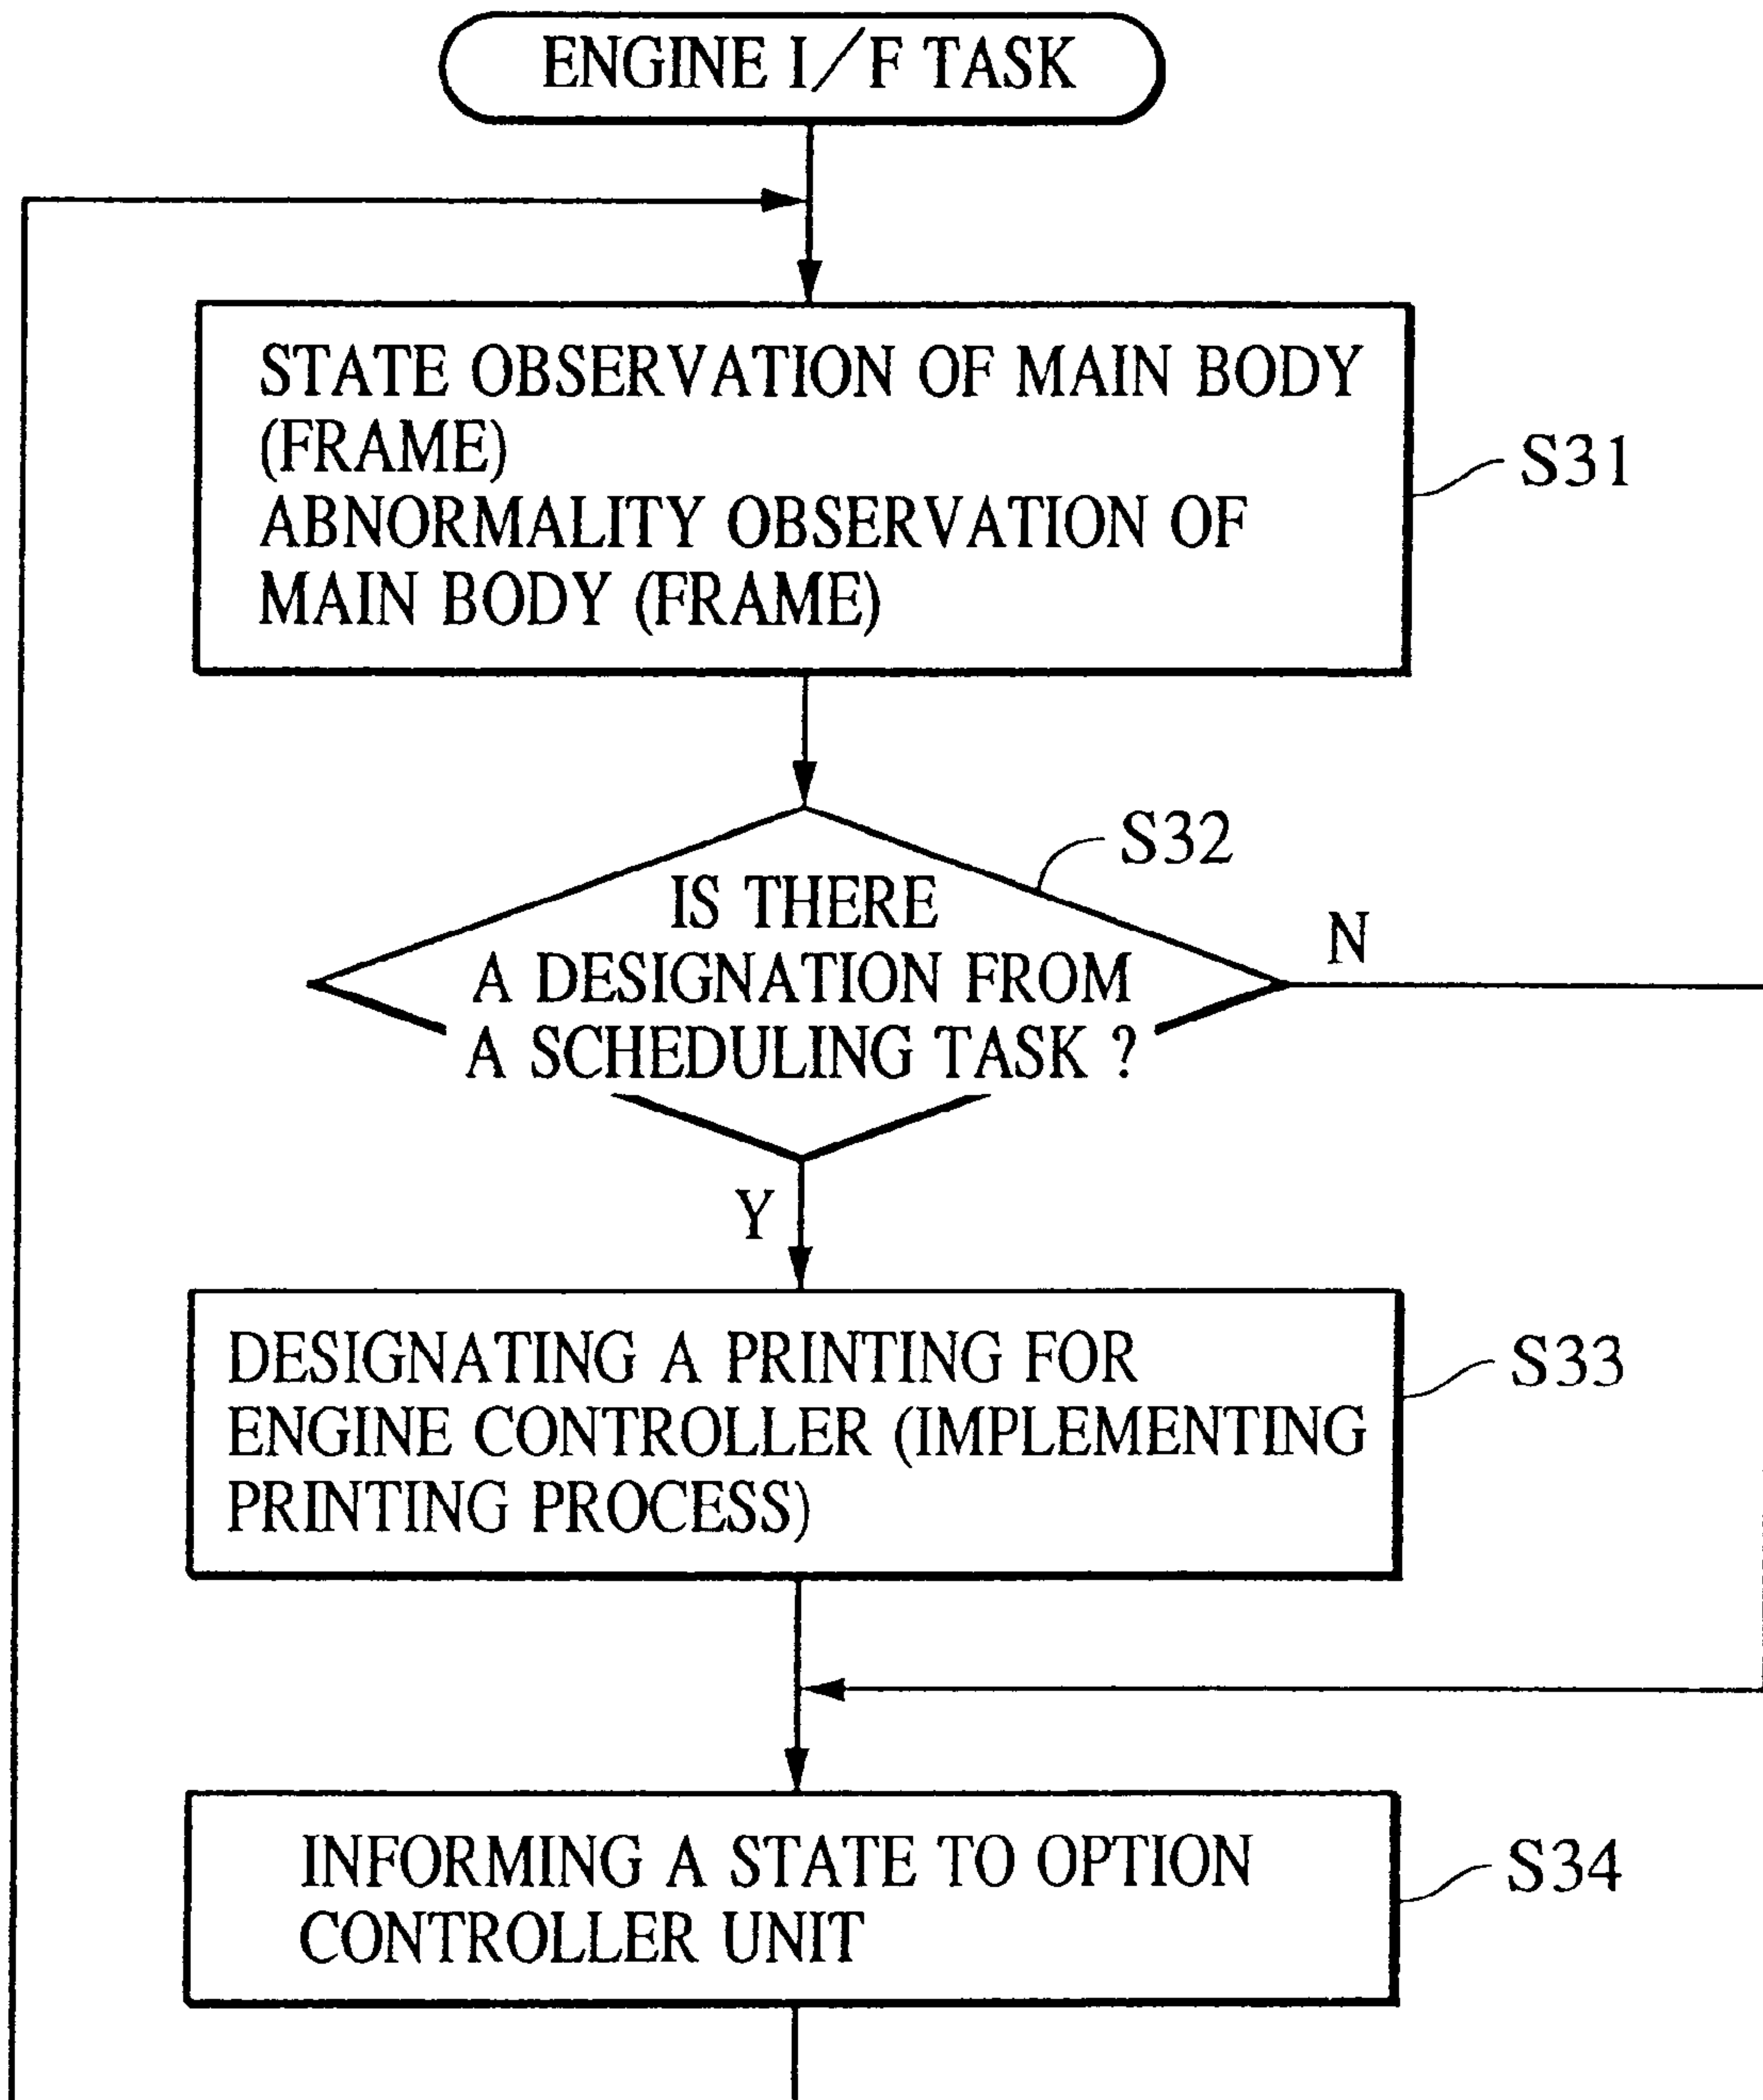 ENGINE I/F TASK
STATE OBSERVATION OF MAIN BODY
(FRAME)
ABNORMALITY OBSERVATION OF
MAIN BODY (FRAME)
S31
S32
IS THERE
A DESIGNATION FROM
A SCHEDULING TASK ?
N
Y
DESIGNATING A PRINTING FOR
ENGINE CONTROLLER (IMPLEMENTING
PRINTING PROCESS)
S33
INFORMING A STATE TO OPTION
CONTROLLER UNIT
S34